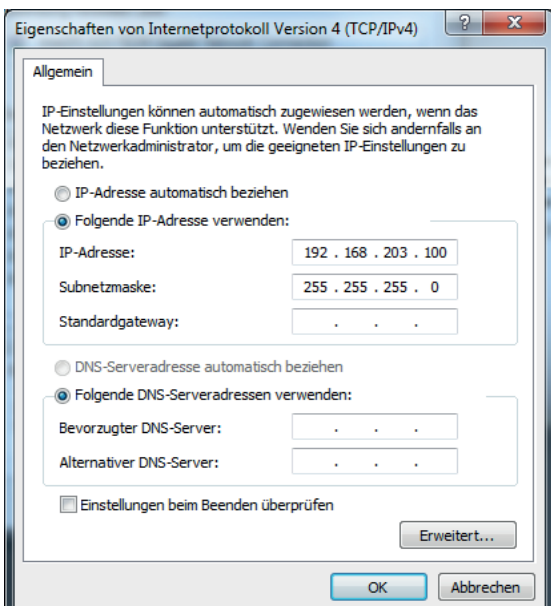 Eigenschaften von Internetprotokoll Version 4 (TCP/IPv4)
?
X
Allgemein
IP-Einstellungen können automatisch zugewiesen werden, wenn das
Netzwerk diese Funktion unterstützt. Wenden Sie sich andernfalls an
den Netzwerkadministrator, um die geeigneten IP-Einstellungen zu
beziehen.
IP-Adresse automatisch beziehen
Folgende IP-Adresse verwenden:
IP-Adresse: 192 . 168 . 203 . 100
Subnetzmaske: 255 . 255 . 255 . 0
Standardgateway: . . .
DNS-Serveradresse automatisch beziehen
Folgende DNS-Serveradressen verwenden:
Bevorzugter DNS-Server: . . .
Alternativer DNS-Server: . . .
Einstellungen beim Beenden überprüfen
Erweitert...
OK Abbrechen